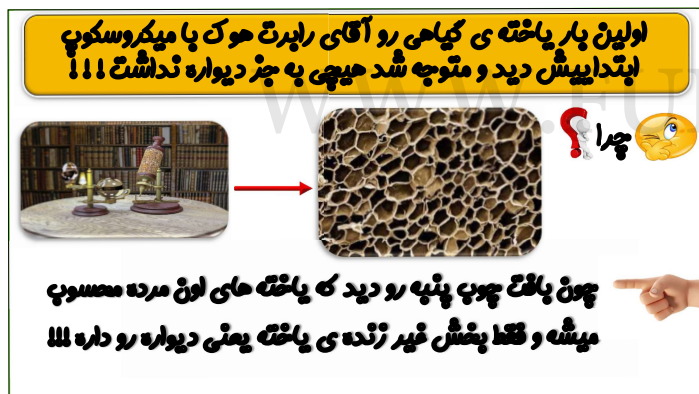 اولین بار یاخته ی گیاهی رو آقای رابرت هوک با میکروسکوپ
ابتداییش دید و متوجه شد هیچی به جز دیواره نداشت!!!
چرا
چون بافت چوب پنبه رو دید که یاخته های اون مرده محسوب
میشه و فقط بخش غیر زنده ی یاخته یعنی دیواره رو داره!!!